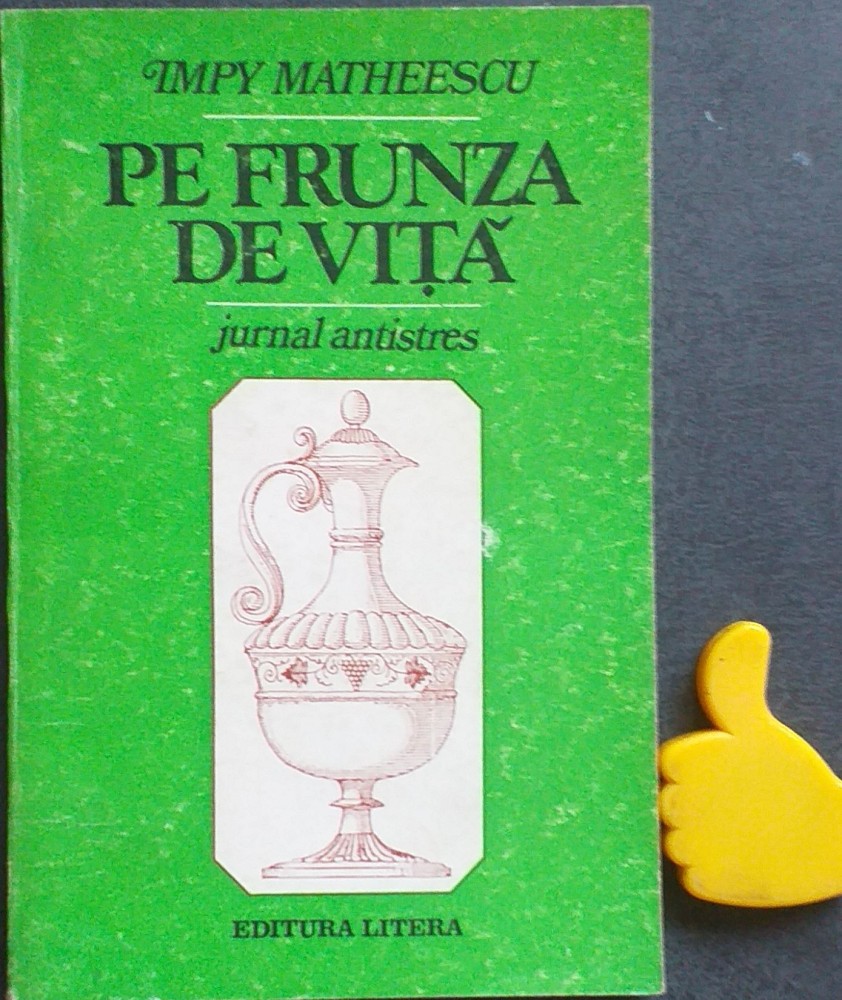 IMPY MATHEESCU
PE FRUNZA
DE VIȚĂ
jurnal antistres
EDITURA LITERA